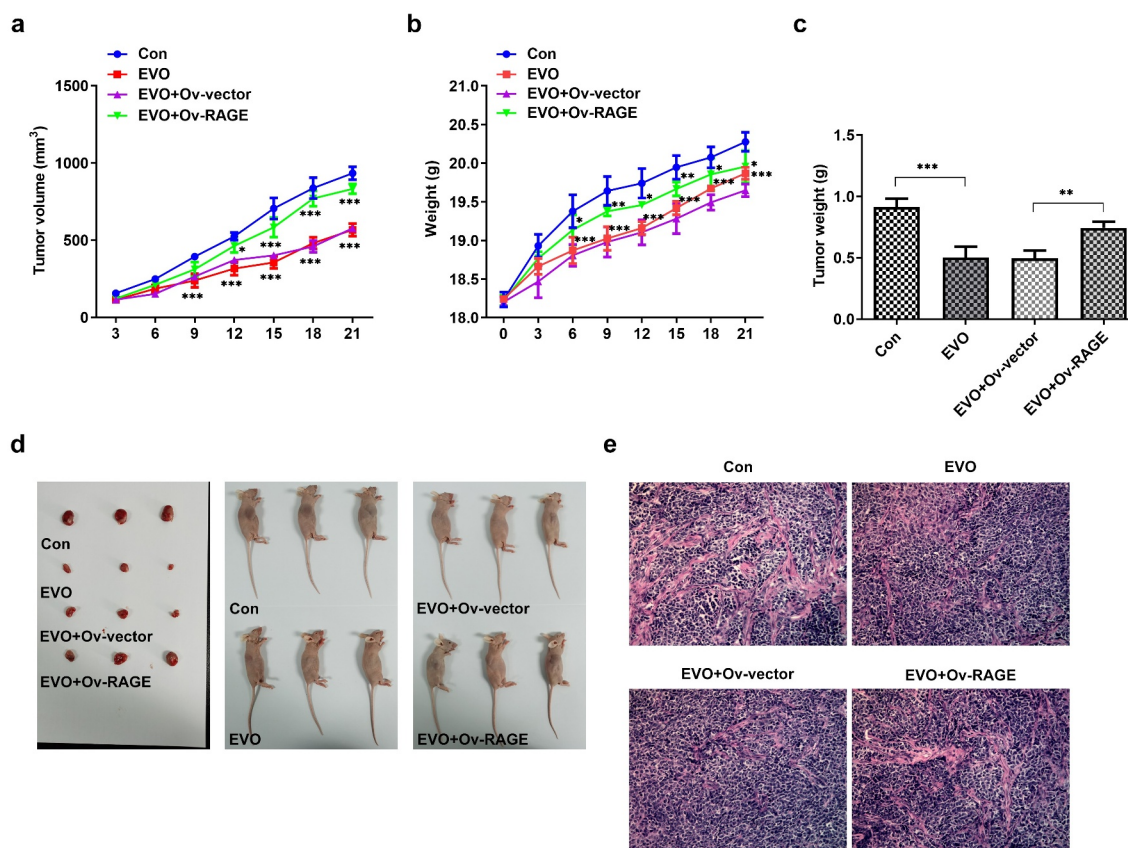 a
Con
EVO
EVO+Ov-vector
EVO+Ov-RAGE
Tumor volume (mm³)
1500
1000
500
0
3 6 9 12 15 18 21
*** * *** *** *** *** *** *** ***
b
Con
EVO
EVO+Ov-vector
EVO+Ov-RAGE
Weight (g)
21.0
20.5
20.0
19.5
19.0
18.5
18.0
0 3 6 9 12 15 18 21
* *** ** *** * *** ** *** * *** * ***
c
Tumor weight (g)
1.5
1.0
0.5
0.0
***
**
Con
EVO
EVO+Ov-vector
EVO+Ov-RAGE
d
Con
EVO
EVO+Ov-vector
EVO+Ov-RAGE
Con
EVO
EVO+Ov-vector
EVO+Ov-RAGE
e
Con
EVO
EVO+Ov-vector
EVO+Ov-RAGE